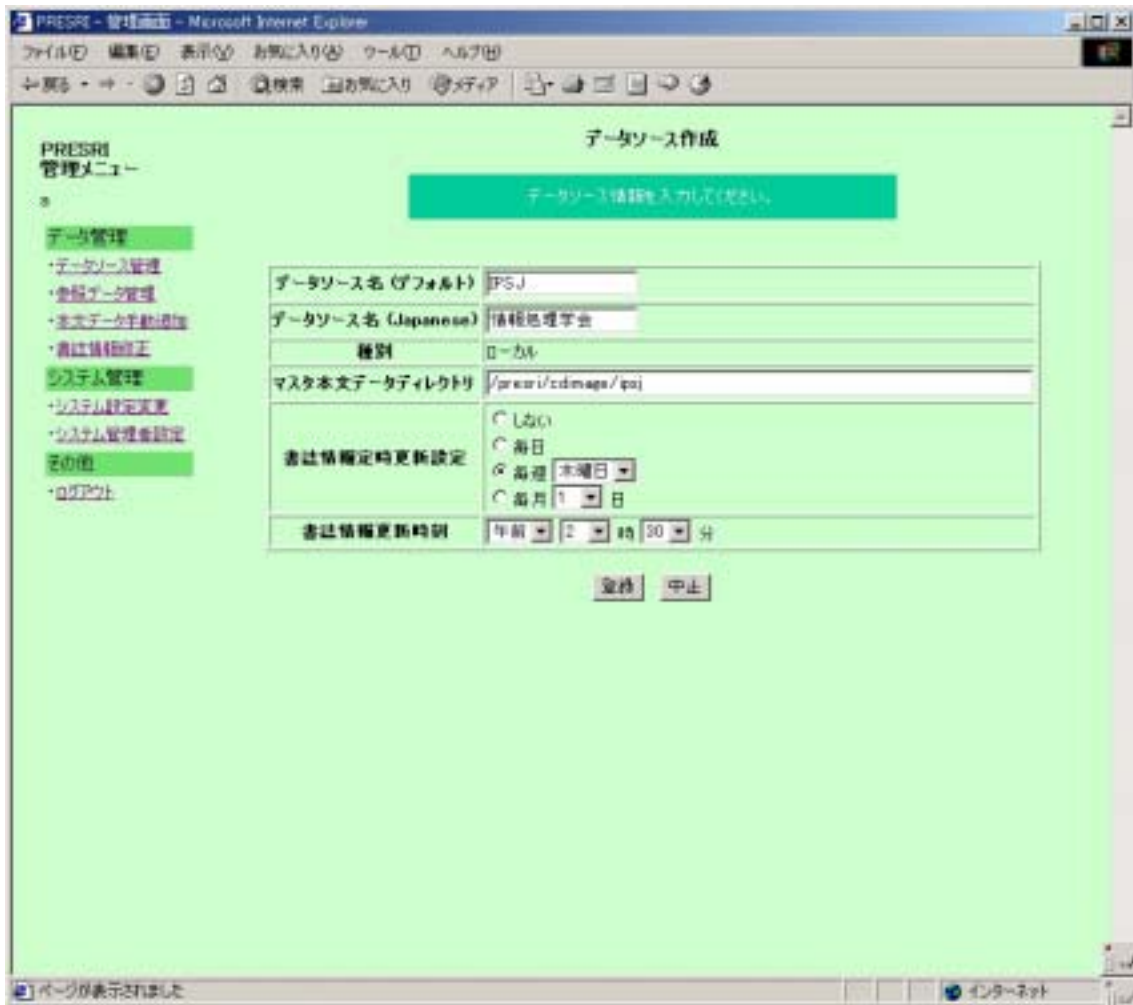 PRESRI - 管理画面 - Microsoft Internet Explorer
ファイル(F) 編集(E) 表示(V) お気に入り(A) ツール(T) ヘルプ(H)
戻る 検索 お気に入り メディア
PRESRI
管理メニュー
データ管理
・データソース管理
・参照データ管理
・本文データ手動追加
・書誌情報修正
システム管理
・システム設定変更
・システム管理者設定
その他
・ログアウト
データソース作成
データソース情報を入力してください。
データソース名 (デフォルト) IPSJ
データソース名 (Japanese) 情報処理学会
種別 ローカル
マスタ本文データディレクトリ /presri/cdimage/ipsj
書誌情報定時更新設定
しない
毎日
毎週 木曜日
毎月 1 日
書誌情報更新時刻 午前 2 時 30 分
登録 中止
ページが表示されました インターネット